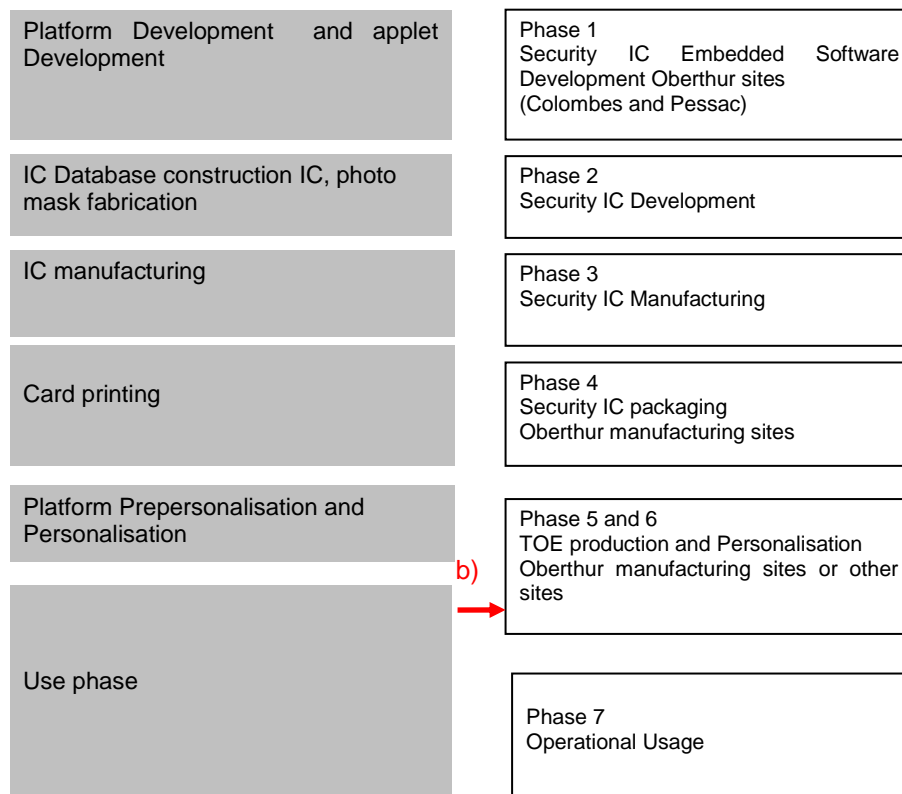 Platform Development and applet
Development
Phase 1
Security IC Embedded Software
Development Oberthur sites
(Colombes and Pessac)
IC Database construction IC, photo
mask fabrication
Phase 2
Security IC Development
IC manufacturing
Phase 3
Security IC Manufacturing
Card printing
Phase 4
Security IC packaging
Oberthur manufacturing sites
Platform Prepersonalisation and
Personalisation
b)
Phase 5 and 6
TOE production and Personalisation
Oberthur manufacturing sites or other
sites
Use phase
Phase 7
Operational Usage